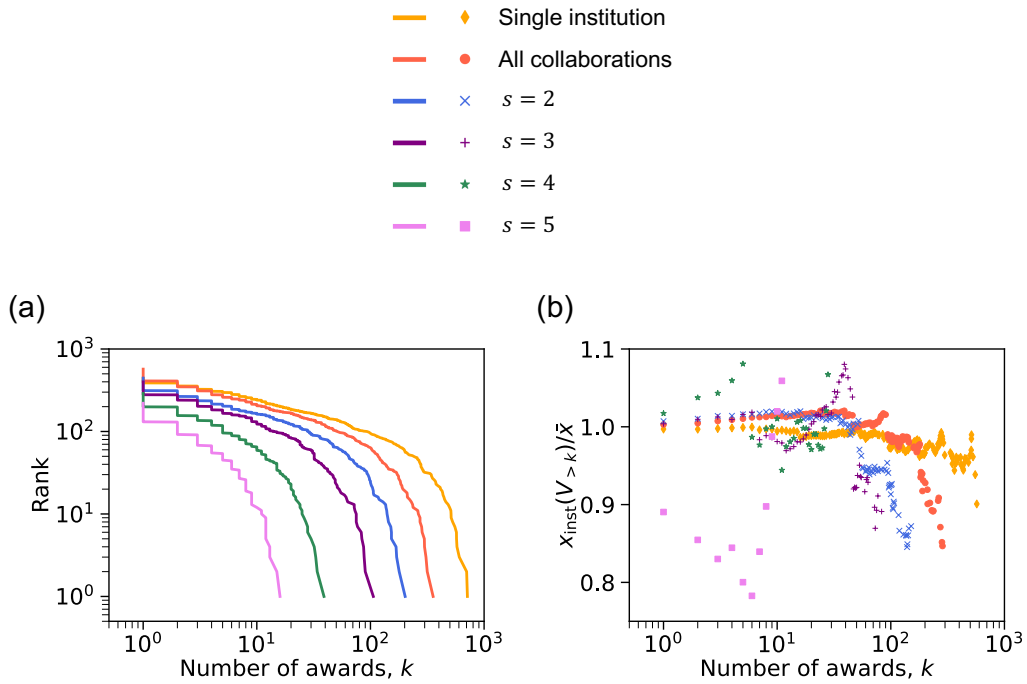 Single institution
All collaborations
s = 2
s = 3
s = 4
s = 5
(a)
10³
10²
10¹
10⁰
Rank
10⁰ 10¹ 10² 10³
Number of awards, k
(b)
1.1
1.0
0.9
0.8
x_inst(V_{>k})/x̄
10⁰ 10¹ 10² 10³
Number of awards, k